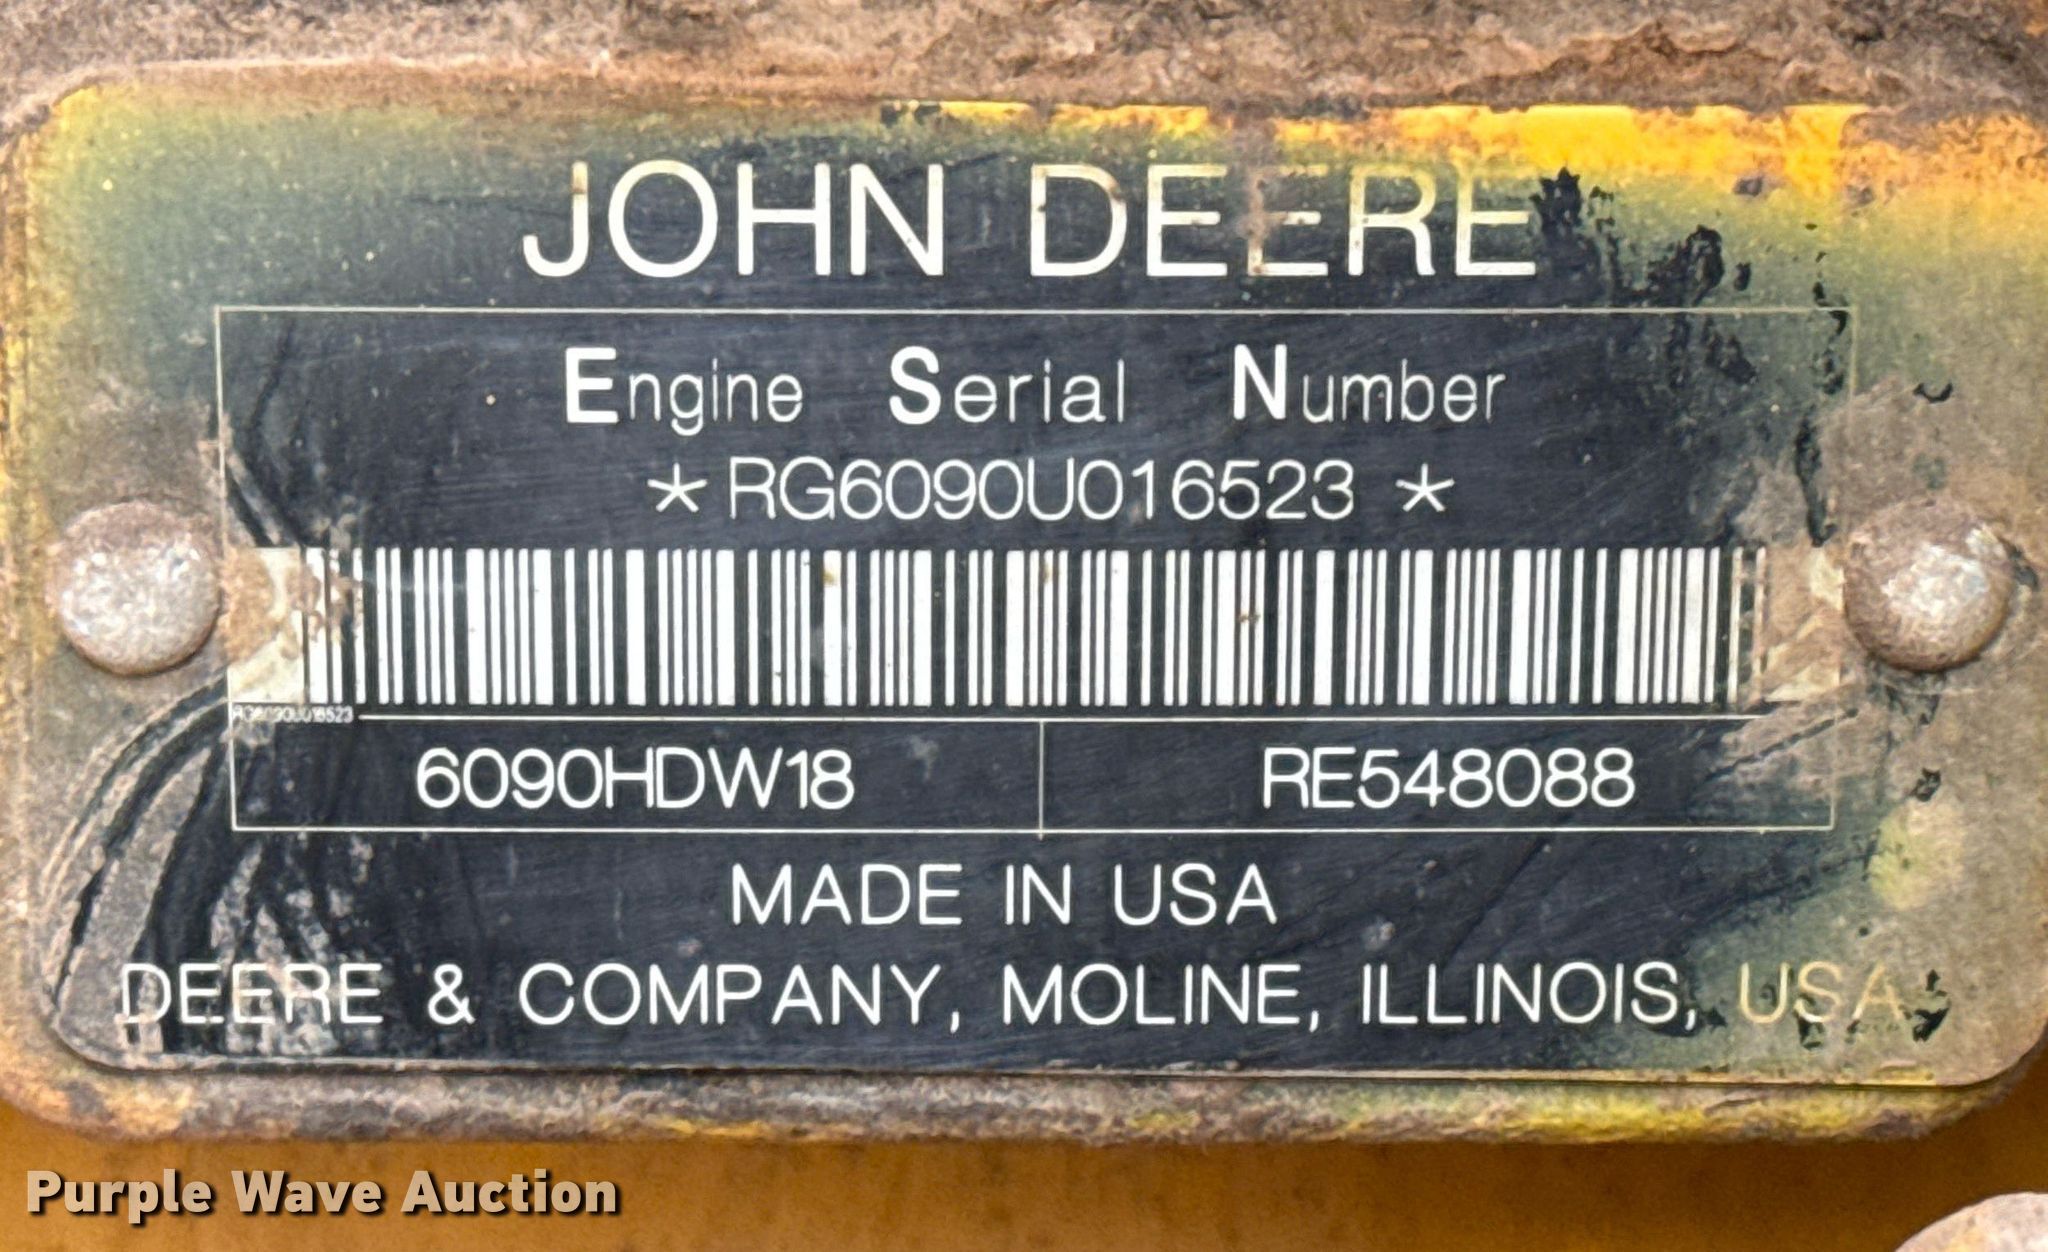 JOHN DEERE
Engine Serial Number
*RG6090U016523*
RG6090U016523
6090HDW18 RE548088
MADE IN USA
DEERE & COMPANY, MOLINE, ILLINOIS, USA
Purple Wave Auction